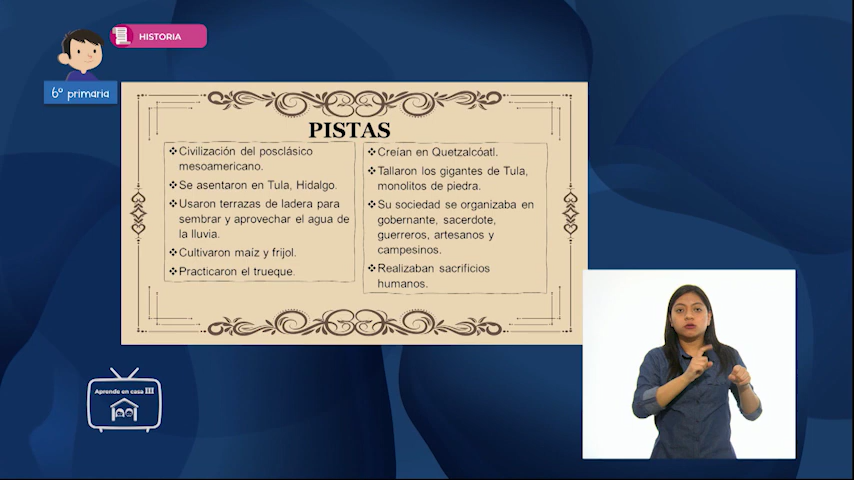 HISTORIA
6° primaria
PISTAS
❖Civilización del posclásico
mesoamericano.
❖Se asentaron en Tula, Hidalgo.
❖Usaron terrazas de ladera para
sembrar y aprovechar el agua de
la lluvia.
❖Cultivaron maíz y frijol.
❖Practicaron el trueque.
❖Creían en Quetzalcóatl.
❖Tallaron los gigantes de Tula,
monolitos de piedra.
❖Su sociedad se organizaba en
gobernante, sacerdote,
guerreros, artesanos y
campesinos.
❖Realizaban sacrificios
humanos.
Aprende en casa III